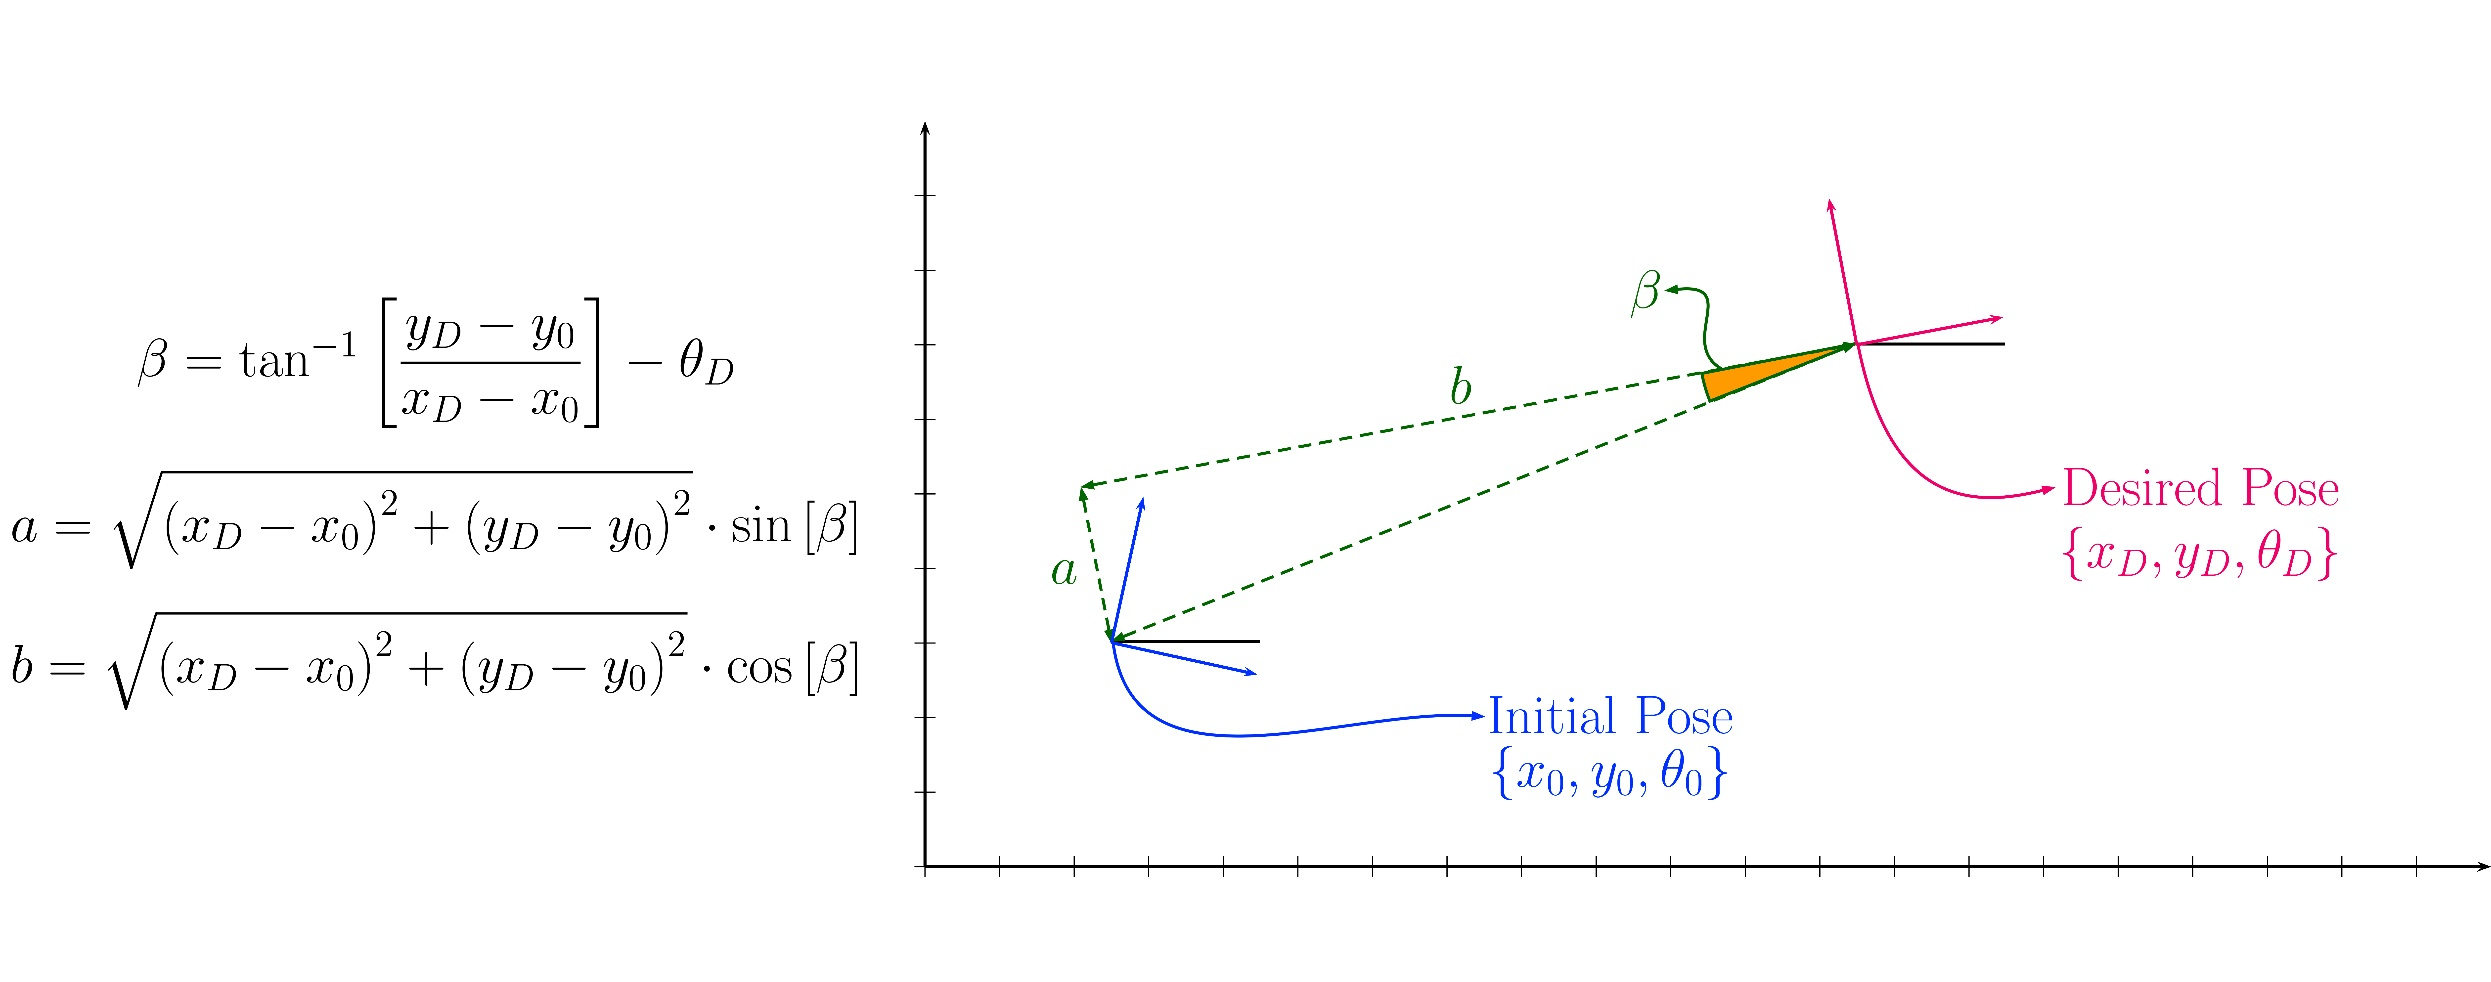 β = tan⁻¹ [ (y_D − y_0) / (x_D − x_0) ] − θ_D
a = √((x_D − x_0)² + (y_D − y_0)²) · sin [β]
b = √((x_D − x_0)² + (y_D − y_0)²) · cos [β]
β
b
a
Desired Pose
{x_D, y_D, θ_D}
Initial Pose
{x_0, y_0, θ_0}